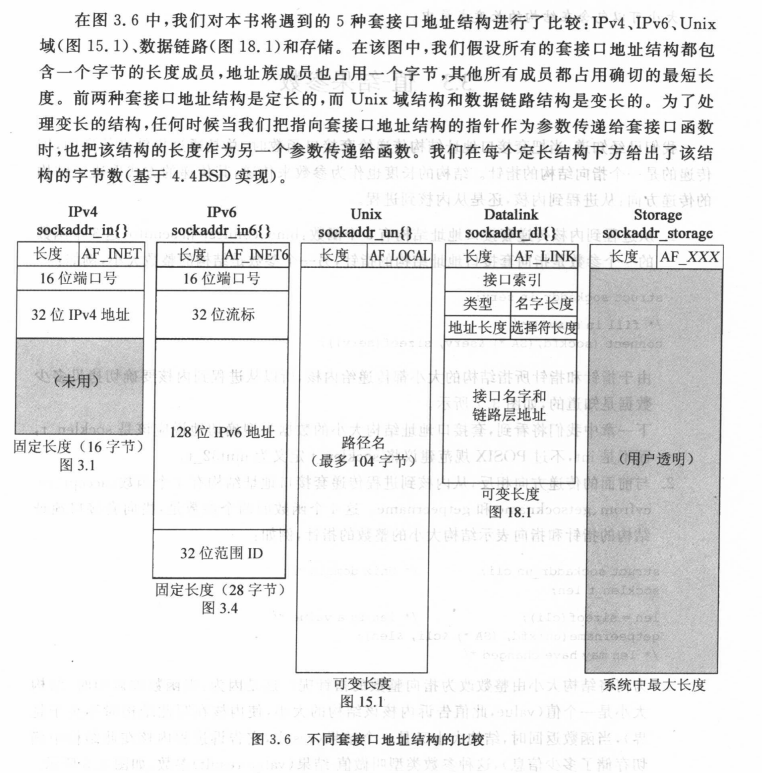 在图 3.6 中,我们对本书将遇到的 5 种套接口地址结构进行了比较:IPv4、IPv6、Unix
域(图 15.1)、数据链路(图 18.1)和存储。在该图中,我们假设所有的套接口地址结构都包
含一个字节的长度成员,地址族成员也占用一个字节,其他所有成员都占用确切的最短长
度。前两种套接口地址结构是定长的,而 Unix 域结构和数据链路结构是变长的。为了处
理变长的结构,任何时候当我们把指向套接口地址结构的指针作为参数传递给套接口函数
时,也把该结构的长度作为另一个参数传递给函数。我们在每个定长结构下方给出了该结
构的字节数(基于 4.4BSD 实现)。
IPv4 IPv6 Unix Datalink Storage
sockaddr_in{} sockaddr_in6{} sockaddr_un{} sockaddr_dl{} sockaddr_storage
长度 AF_INET 长度 AF_INET6 长度 AF_LOCAL 长度 AF_LINK 长度 AF_XXX
16 位端口号 16 位端口号 接口索引
类型 名字长度
32 位 IPv4 地址 32 位流标 地址长度 选择符长度
(未用)
接口名字和
链路层地址
128 位 IPv6 地址
固定长度(16 字节)
图 3.1
路径名
(最多 104 字节)
(用户透明)
可变长度
图 18.1
32 位范围 ID
固定长度(28 字节)
图 3.4
可变长度
图 15.1
系统中最大长度
图 3.6 不同套接口地址结构的比较